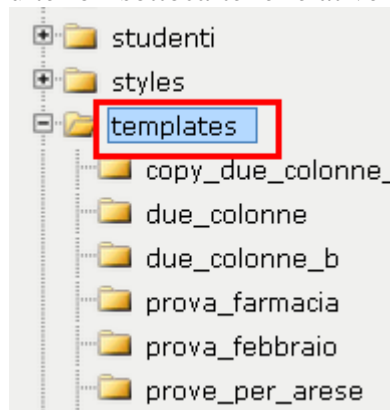 studenti
styles
templates
copy_due_colonne_
due_colonne
due_colonne_b
prova_farmacia
prova_febbraio
prove_per_arese